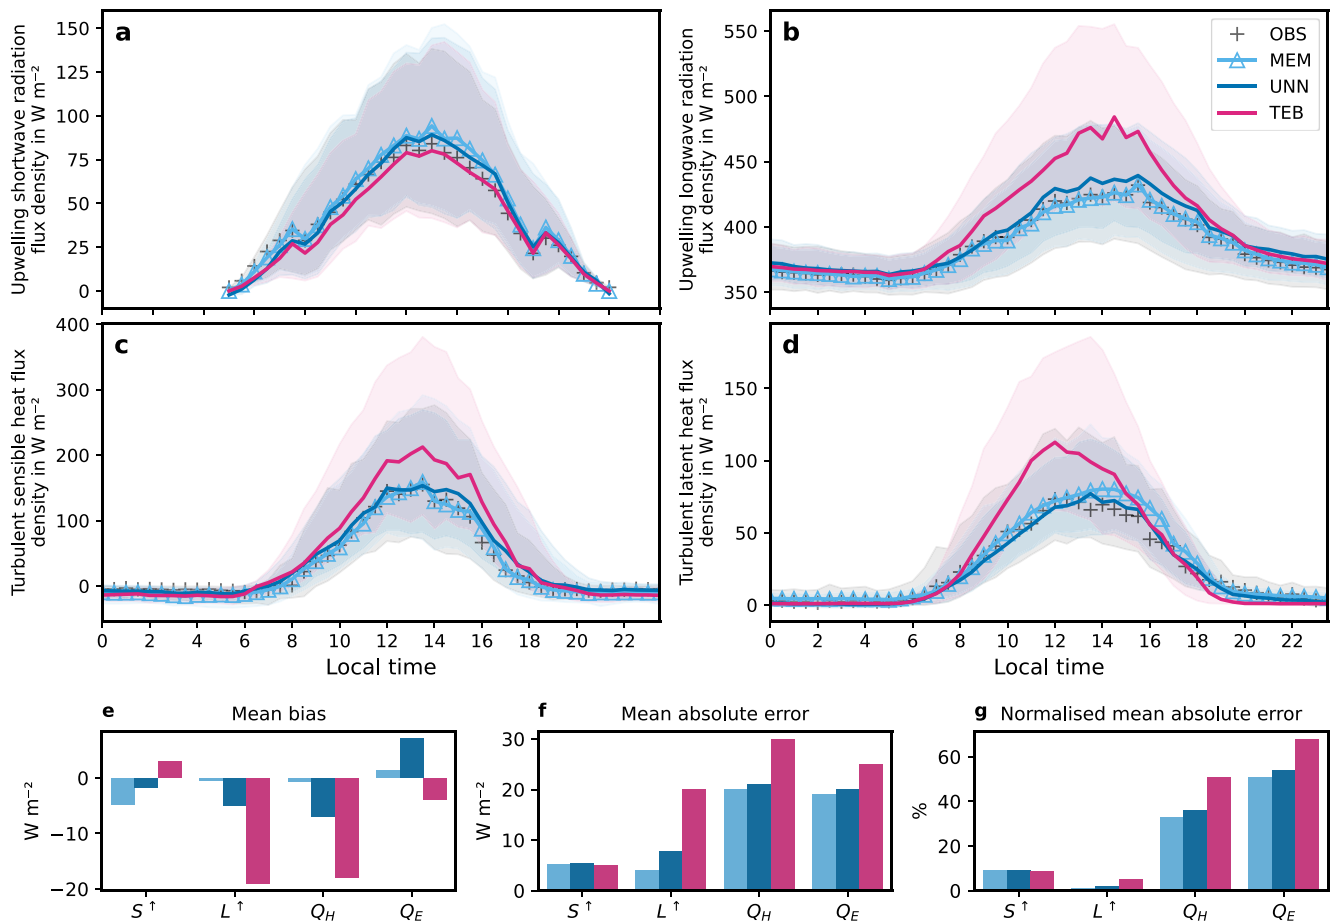 a
150
125
100
75
50
25
0
Upwelling shortwave radiation
flux density in W m⁻²
b
550
500
450
400
350
Upwelling longwave radiation
flux density in W m⁻²
OBS
MEM
UNN
TEB
c
400
300
200
100
0
Turbulent sensible heat flux
density in W m⁻²
0 2 4 6 8 10 12 14 16 18 20 22
Local time
d
150
100
50
0
Turbulent latent heat flux
density in W m⁻²
0 2 4 6 8 10 12 14 16 18 20 22
Local time
e Mean bias
0
−10
−20
W m⁻²
S↑ L↑ Q_H Q_E
f Mean absolute error
30
20
10
0
W m⁻²
S↑ L↑ Q_H Q_E
g Normalised mean absolute error
60
40
20
0
%
S↑ L↑ Q_H Q_E